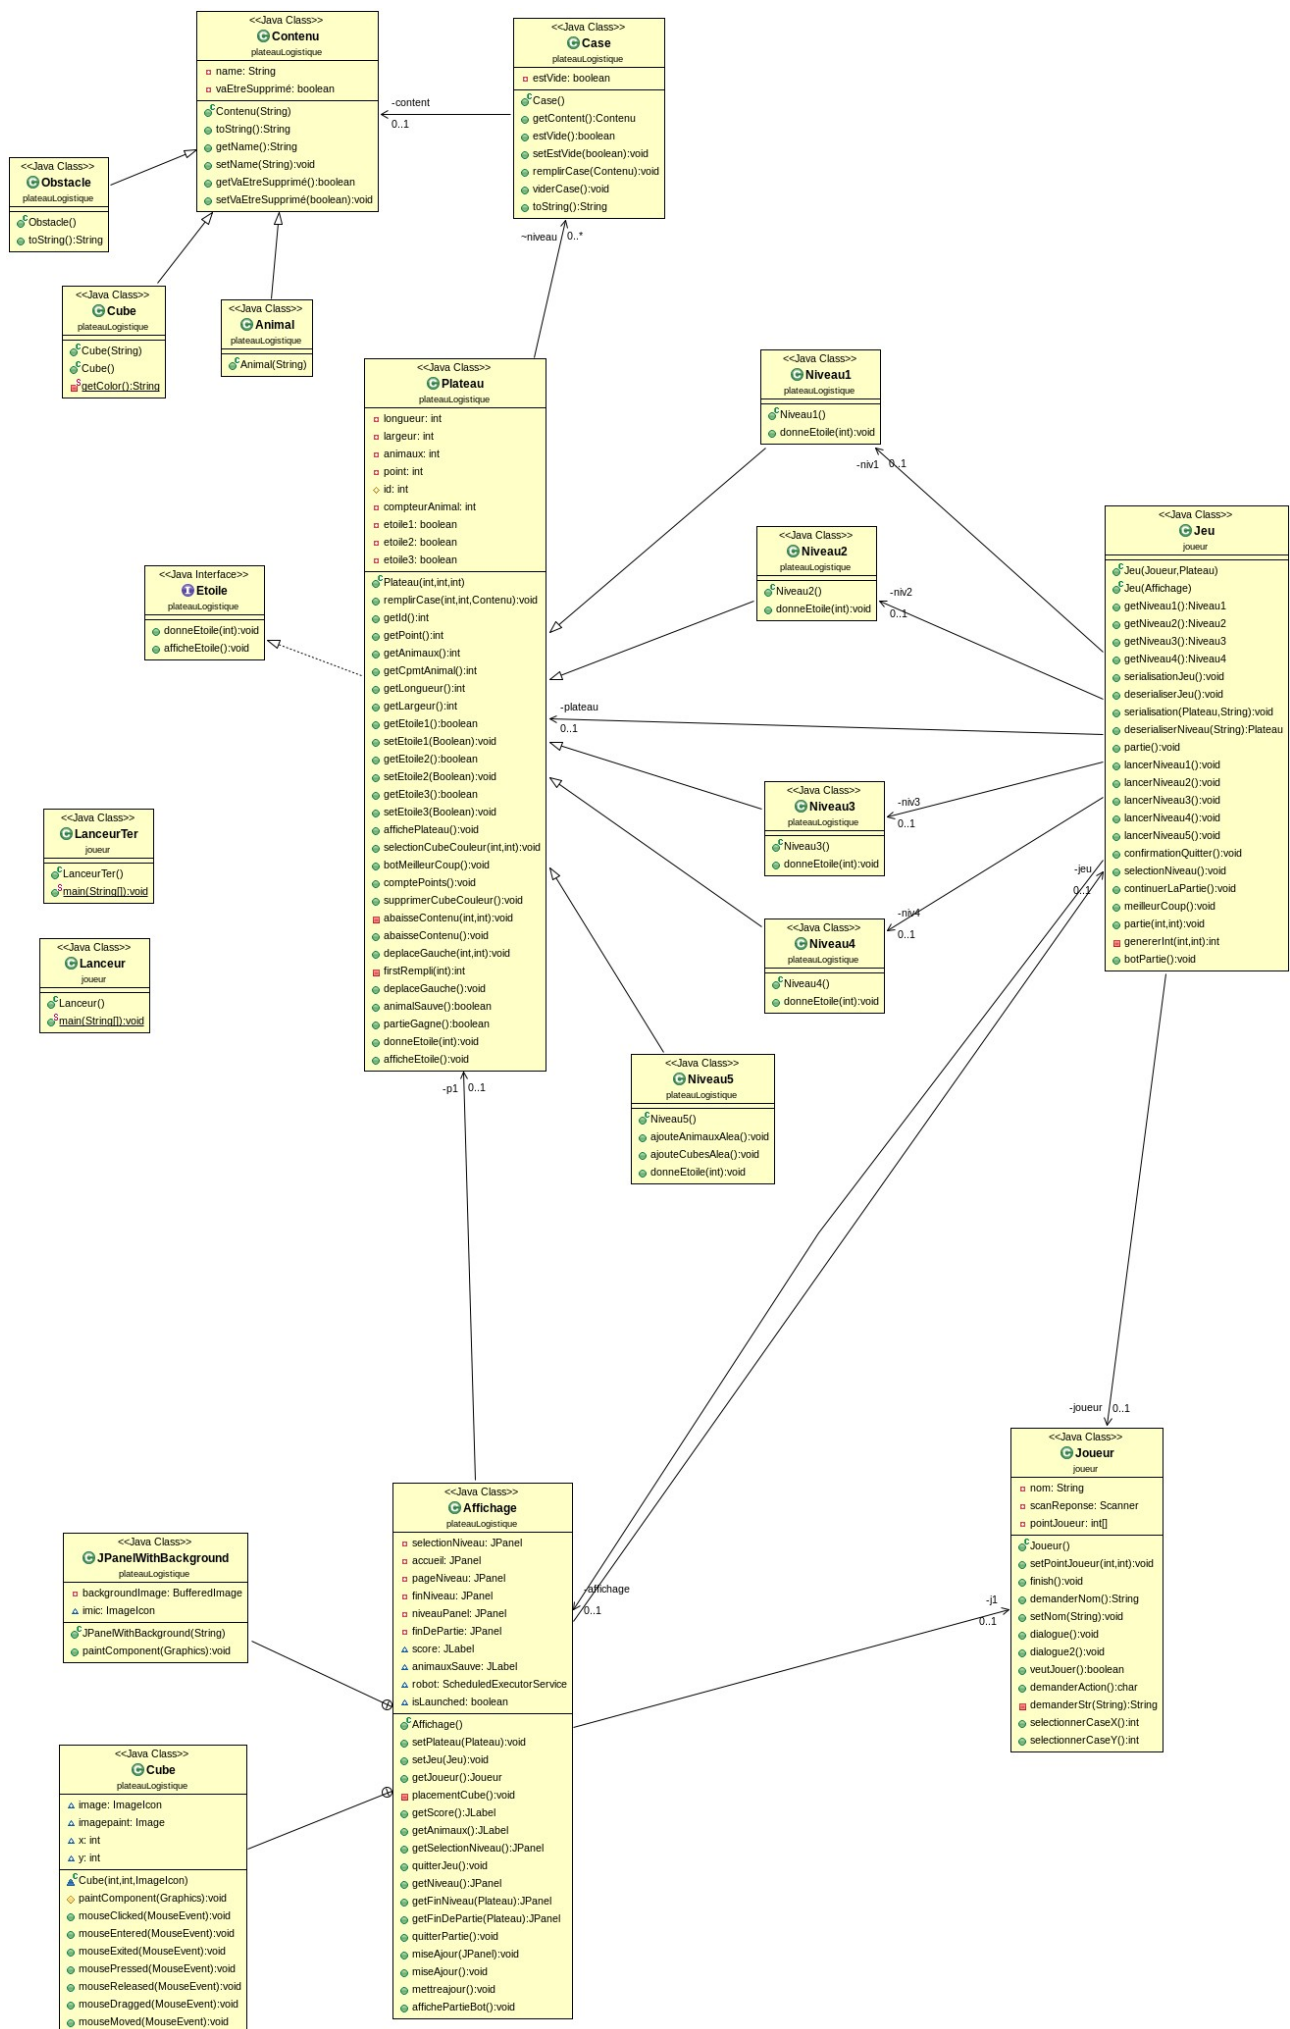 <<Java Class>>
Contenu
plateauLogistique
name: String
vaEtreSupprimé: boolean
Contenu(String)
toString():String
getName():String
setName(String):void
getVaEtreSupprimé():boolean
setVaEtreSupprimé(boolean):void
<<Java Class>>
Case
plateauLogistique
estVide: boolean
Case()
getContent():Contenu
estVide():boolean
setEstVide(boolean):void
remplirCase(Contenu):void
viderCase():void
toString():String
-content
0..1
<<Java Class>>
Obstacle
plateauLogistique
Obstacle()
toString():String
~niveau
0..*
<<Java Class>>
Cube
plateauLogistique
Cube(String)
Cube()
getColor():String
<<Java Class>>
Animal
plateauLogistique
Animal(String)
<<Java Class>>
Plateau
plateauLogistique
longueur: int
largeur: int
animaux: int
point: int
id: int
compteurAnimal: int
etoile1: boolean
etoile2: boolean
etoile3: boolean
Plateau(int,int,int)
remplirCase(int,int,Contenu):void
getId():int
getPoint():int
getAnimaux():int
getCpmtAnimal():int
getLongueur():int
getLargeur():int
getEtoile1():boolean
setEtoile1(Boolean):void
getEtoile2():boolean
setEtoile2(Boolean):void
getEtoile3():boolean
setEtoile3(Boolean):void
affichePlateau():void
selectionCubeCouleur(int,int):void
botMeilleurCoup():void
comptePoints():void
supprimerCubeCouleur():void
abaisseContenu(int,int):void
abaisseContenu():void
deplaceGauche(int,int):void
firstRempli(int):int
deplaceGauche():void
animalSauve():boolean
partieGagne():boolean
donneEtoile(int):void
afficheEtoile():void
<<Java Class>>
Niveau1
plateauLogistique
Niveau1()
donneEtoile(int):void
-niv1
0..1
<<Java Class>>
Niveau2
plateauLogistique
Niveau2()
donneEtoile(int):void
-niv2
0..1
<<Java Class>>
Jeu
joueur
Jeu(Joueur,Plateau)
Jeu(Affichage)
getNiveau1():Niveau1
getNiveau2():Niveau2
getNiveau3():Niveau3
getNiveau4():Niveau4
serialisationJeu():void
deserialiserJeu():void
serialisation(Plateau,String):void
deserialiserNiveau(String):Plateau
partie():void
lancerNiveau1():void
lancerNiveau2():void
lancerNiveau3():void
lancerNiveau4():void
lancerNiveau5():void
confirmationQuitter():void
selectionNiveau():void
continuerLaPartie():void
meilleurCoup():void
partie(int,int):void
genererInt(int,int):int
botPartie():void
<<Java Interface>>
Etoile
plateauLogistique
donneEtoile(int):void
afficheEtoile():void
-plateau
0..1
<<Java Class>>
Niveau3
plateauLogistique
Niveau3()
donneEtoile(int):void
-niv3
0..1
<<Java Class>>
LanceurTer
joueur
LanceurTer()
main(String[]):void
-jeu
0..1
<<Java Class>>
Niveau4
plateauLogistique
Niveau4()
donneEtoile(int):void
-niv4
0..1
<<Java Class>>
Lanceur
joueur
Lanceur()
main(String[]):void
<<Java Class>>
Niveau5
plateauLogistique
Niveau5()
ajouteAnimauxAlea():void
ajouteCubesAlea():void
donneEtoile(int):void
-p1
0..1
-joueur
0..1
<<Java Class>>
Joueur
joueur
nom: String
scanReponse: Scanner
pointJoueur: int[]
Joueur()
setPointJoueur(int,int):void
finish():void
demanderNom():String
setNom(String):void
dialogue():void
dialogue2():void
veutJouer():boolean
demanderAction():char
demanderStr(String):String
selectionnerCaseX():int
selectionnerCaseY():int
<<Java Class>>
Affichage
plateauLogistique
selectionNiveau: JPanel
accueil: JPanel
pageNiveau: JPanel
finNiveau: JPanel
niveauPanel: JPanel
finDePartie: JPanel
score: JLabel
animauxSauve: JLabel
robot: ScheduledExecutorService
isLaunched: boolean
Affichage()
setPlateau(Plateau):void
setJeu(Jeu):void
getJoueur():Joueur
placementCube():void
getScore():JLabel
getAnimaux():JLabel
getSelectionNiveau():JPanel
quitterJeu():void
getNiveau():JPanel
getFinNiveau(Plateau):JPanel
getFinDePartie(Plateau):JPanel
quitterPartie():void
miseAjour(JPanel):void
miseAjour():void
mettreajour():void
affichePartieBot():void
-affichage
0..1
-j1
0..1
<<Java Class>>
JPanelWithBackground
plateauLogistique
backgroundImage: BufferedImage
imic: ImageIcon
JPanelWithBackground(String)
paintComponent(Graphics):void
<<Java Class>>
Cube
plateauLogistique
image: ImageIcon
imagepaint: Image
x: int
y: int
Cube(int,int,ImageIcon)
paintComponent(Graphics):void
mouseClicked(MouseEvent):void
mouseEntered(MouseEvent):void
mouseExited(MouseEvent):void
mousePressed(MouseEvent):void
mouseReleased(MouseEvent):void
mouseDragged(MouseEvent):void
mouseMoved(MouseEvent):void